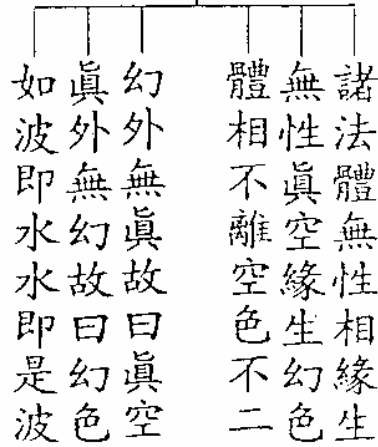 諸法體無性相緣生
無性眞空緣生幻色
體相不離空色不二
幻外無眞故曰眞空
眞外無幻故曰幻色
如波即水水即是波